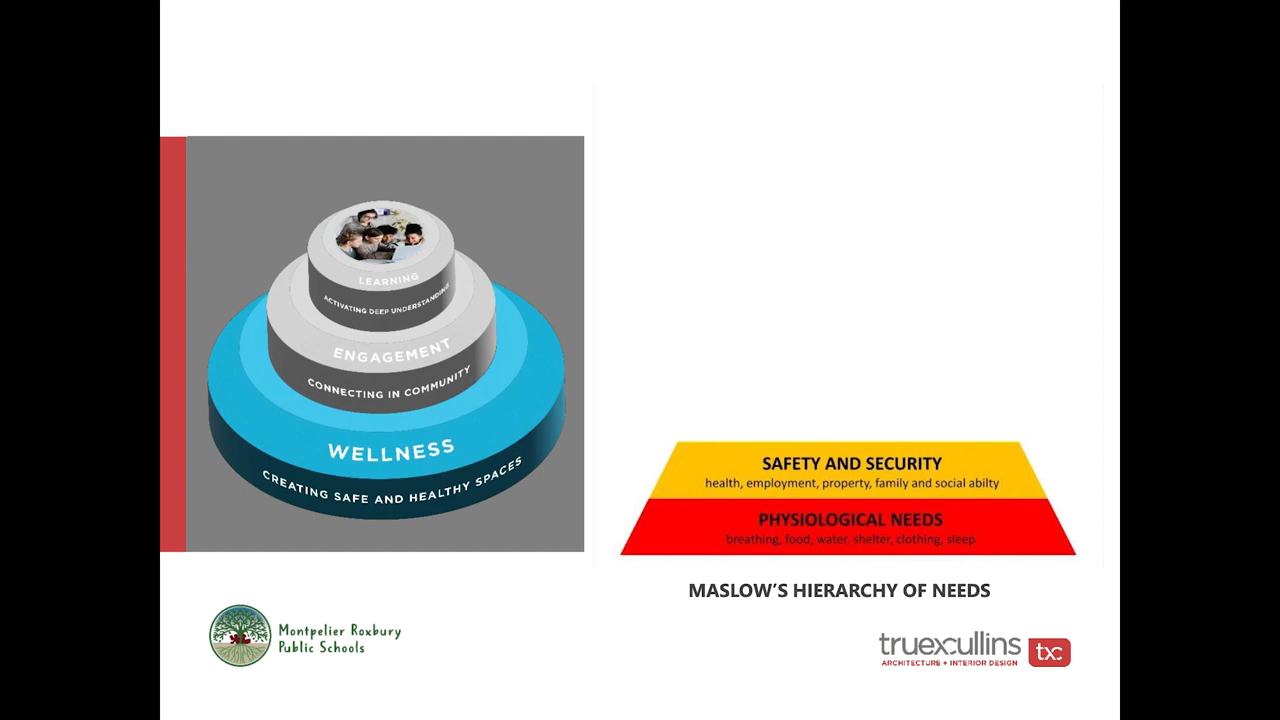 LEARNING
ACTIVATING DEEP UNDERSTANDING
ENGAGEMENT
CONNECTING IN COMMUNITY
WELLNESS
CREATING SAFE AND HEALTHY SPACES
SAFETY AND SECURITY
health, employment, property, family and social abilty
PHYSIOLOGICAL NEEDS
breathing, food, water, shelter, clothing, sleep
MASLOW'S HIERARCHY OF NEEDS
Montpelier Roxbury
Public Schools
truexcullins
ARCHITECTURE + INTERIOR DESIGN
txc